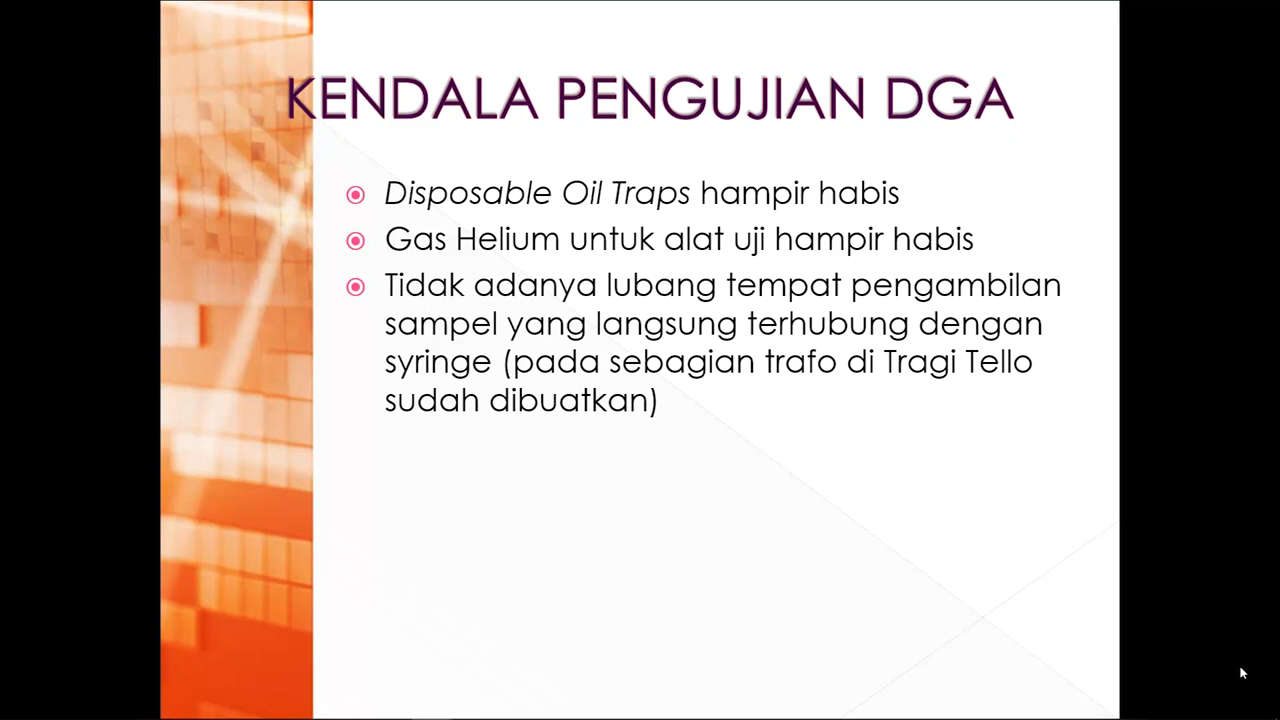 KENDALA PENGUJIAN DGA
Disposable Oil Traps hampir habis
Gas Helium untuk alat uji hampir habis
Tidak adanya lubang tempat pengambilan
sampel yang langsung terhubung dengan
syringe (pada sebagian trafo di Tragi Tello
sudah dibuatkan)